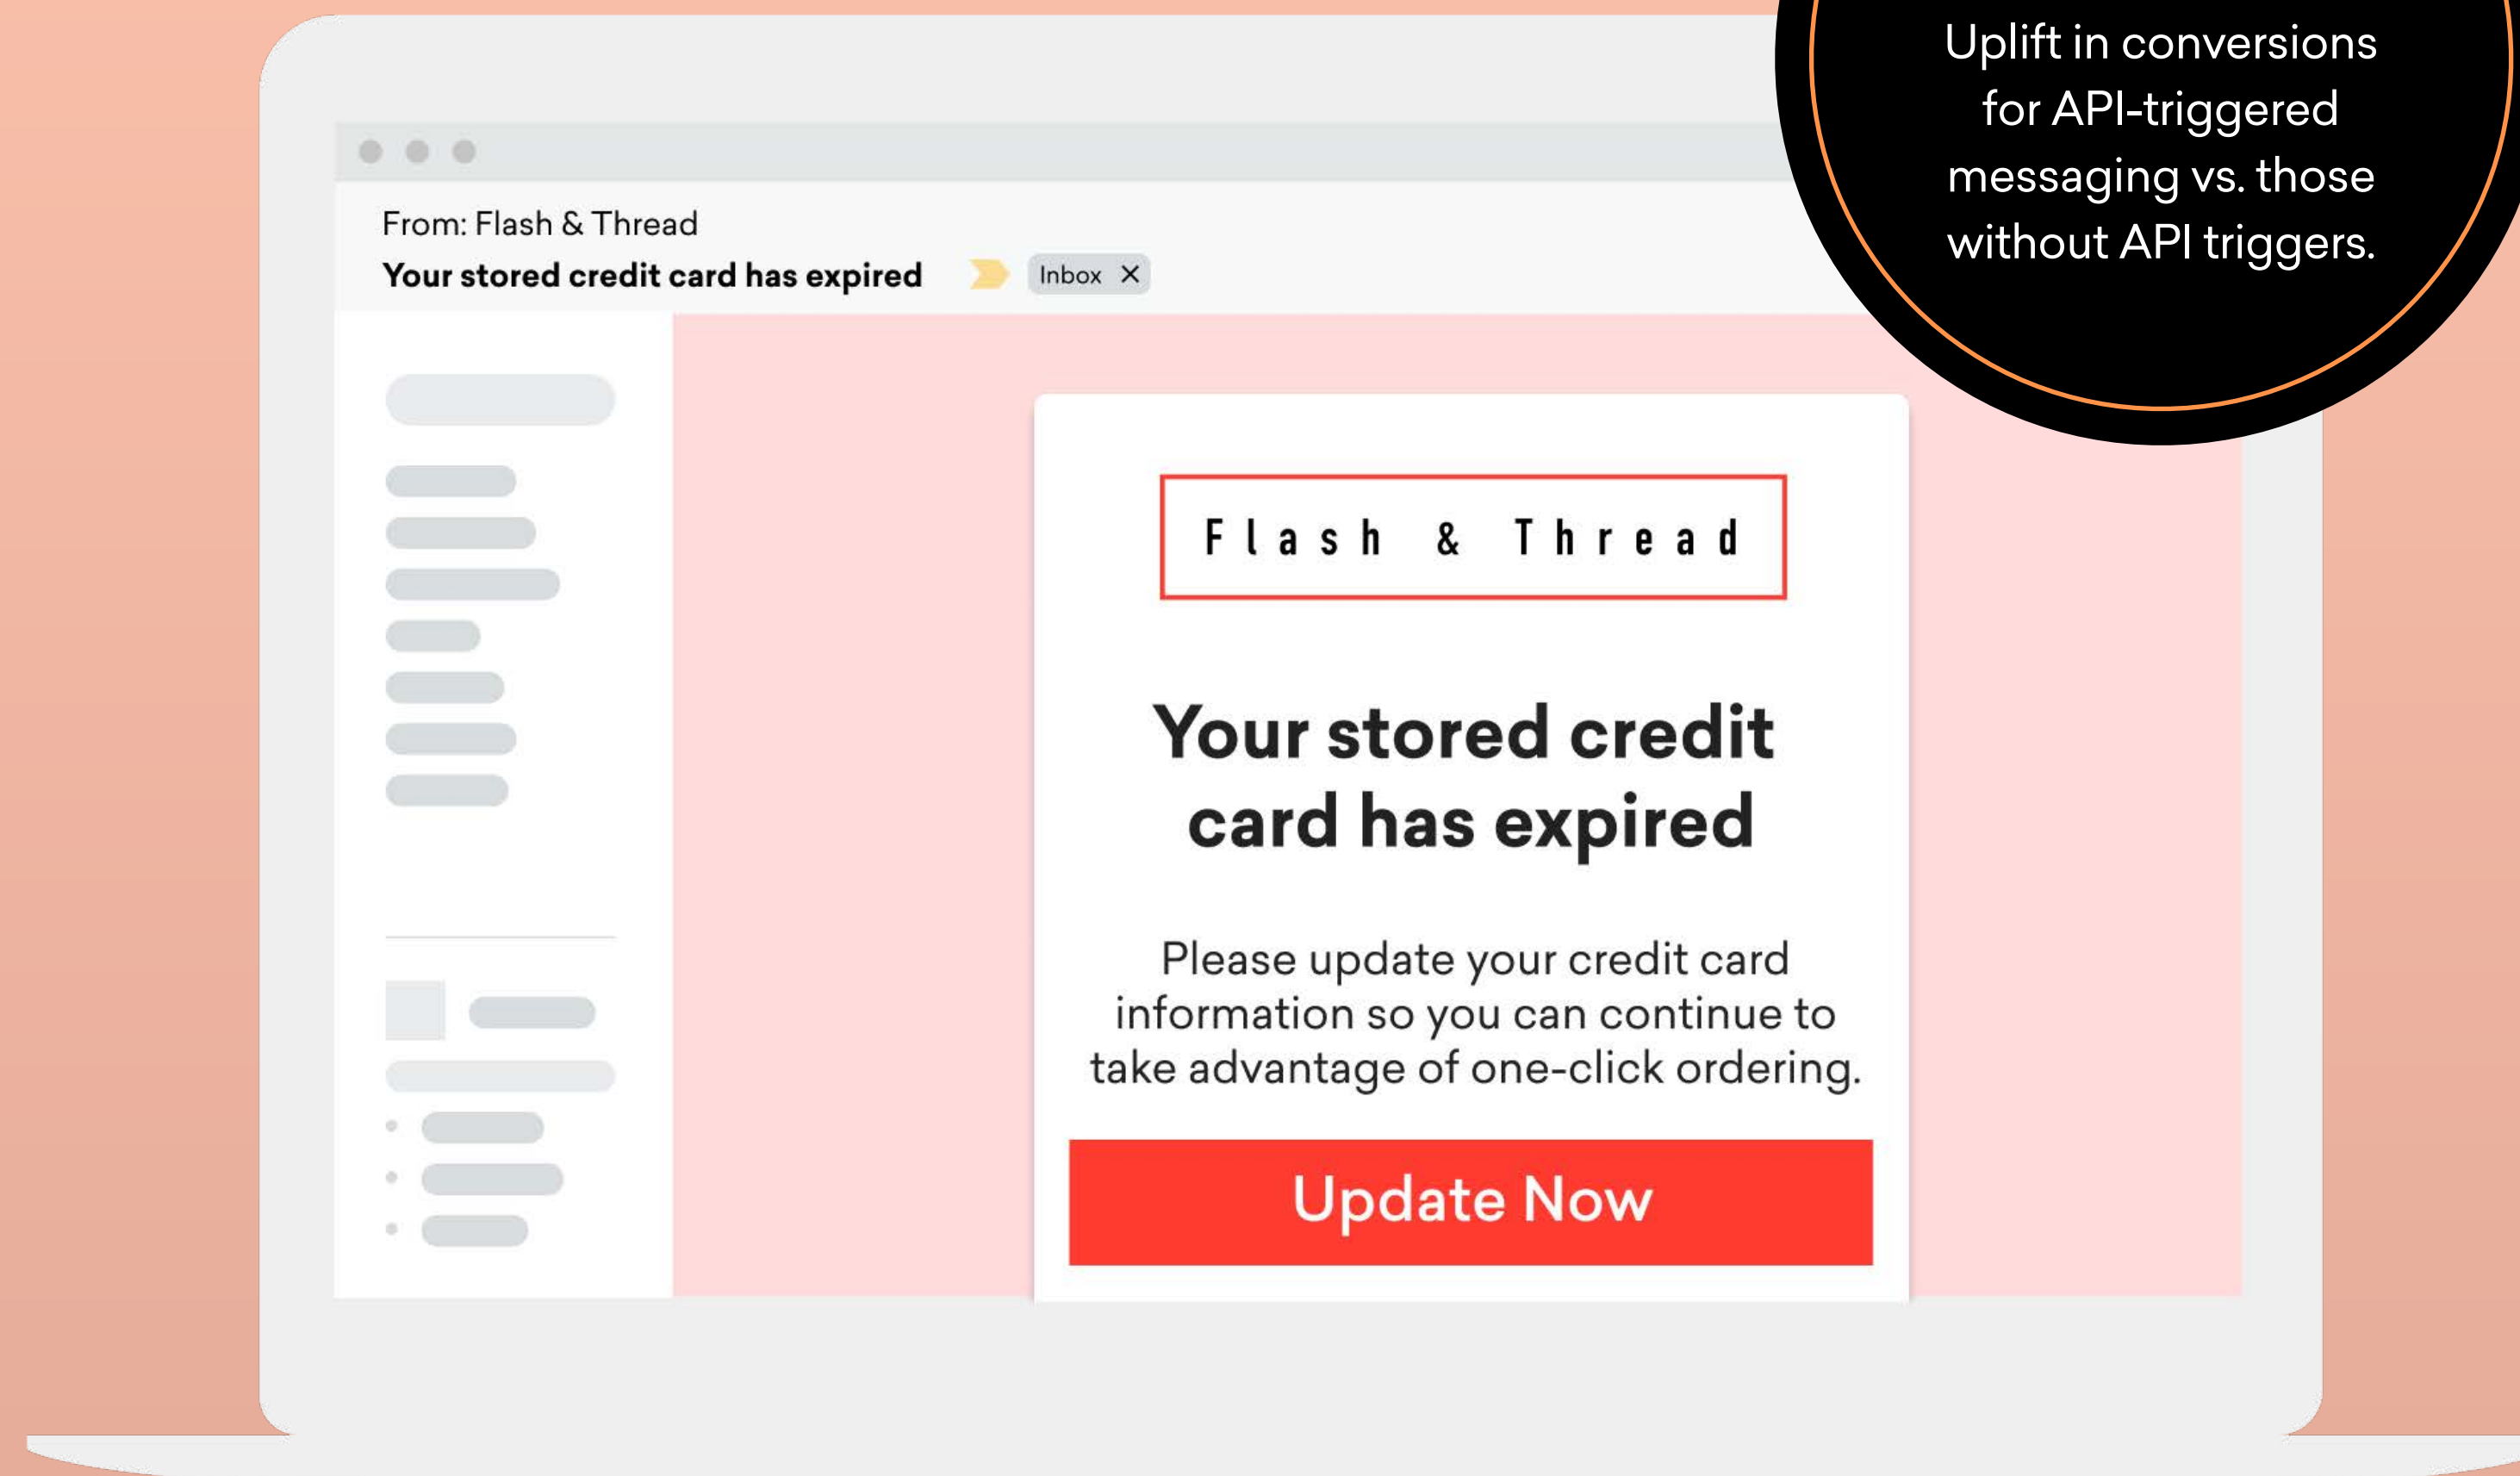 Uplift in conversions
for API-triggered
messaging vs. those
without API triggers.
From: Flash & Thread
Your stored credit card has expired
Inbox X
Flash & Thread
Your stored credit
card has expired
Please update your credit card
information so you can continue to
take advantage of one-click ordering.
Update Now